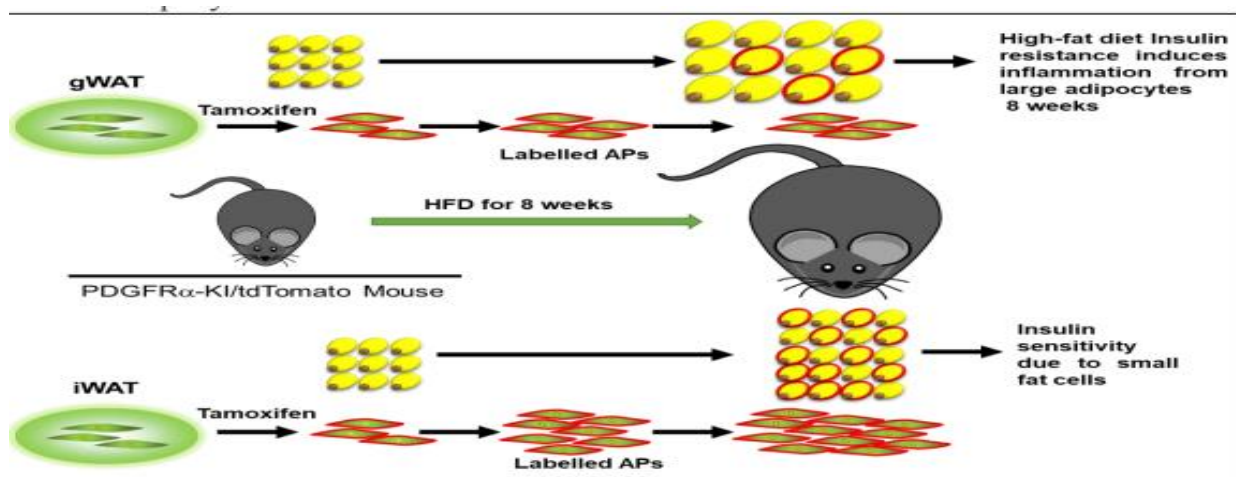 High-fat diet Insulin
resistance induces
inflammation from
large adipocytes
8 weeks
gWAT
Tamoxifen
Labelled APs
HFD for 8 weeks
PDGFRα-KI/tdTomato Mouse
Insulin
sensitivity
due to small
fat cells
iWAT
Tamoxifen
Labelled APs